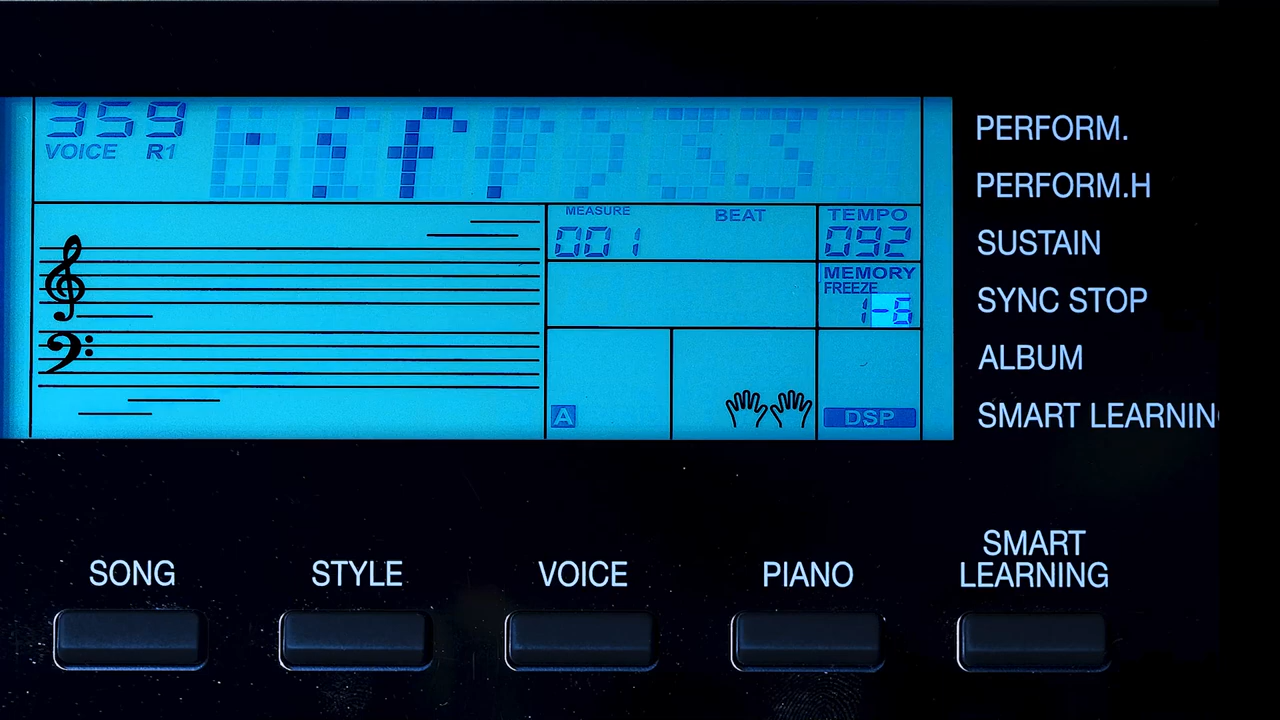 359
VOICE R1
MEASURE BEAT TEMPO
001 092
MEMORY
FREEZE
1-6
A DSP
PERFORM.
PERFORM.H
SUSTAIN
SYNC STOP
ALBUM
SMART LEARNIN
SONG STYLE VOICE PIANO SMART
LEARNING